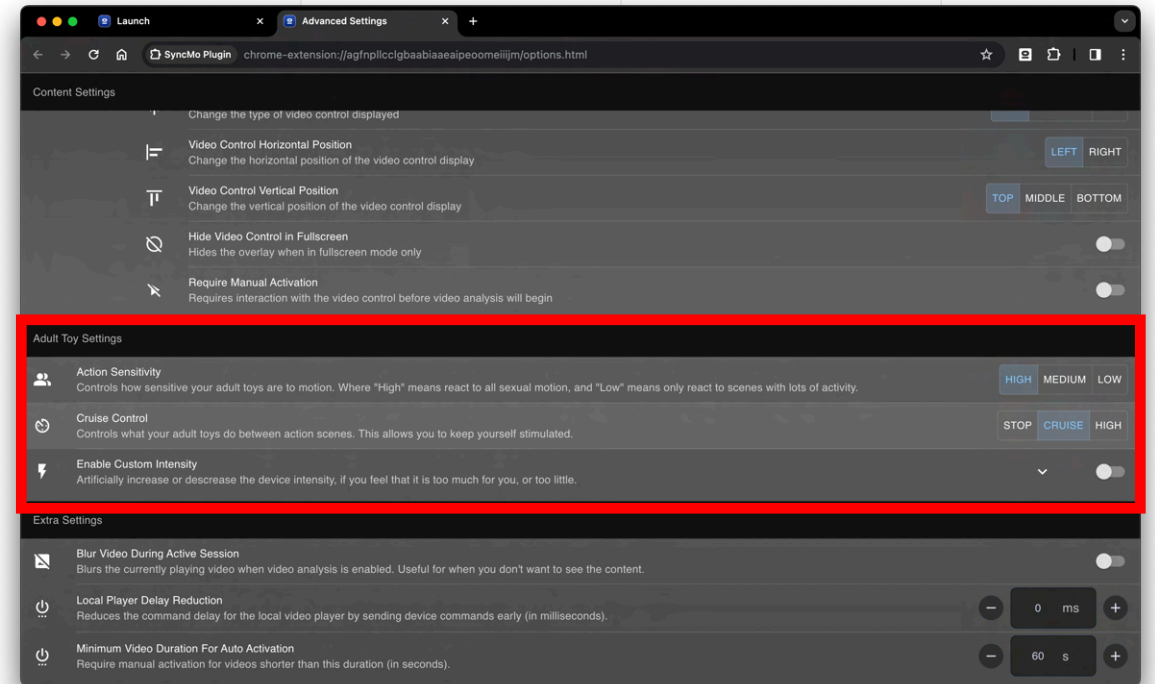 Launch
Advanced Settings
SyncMo Plugin chrome-extension://agfnpllcclgbaabiaaeaipeoomeiiijm/options.html
Content Settings
Change the type of video control displayed
Video Control Horizontal Position
Change the horizontal position of the video control display
LEFT RIGHT
Video Control Vertical Position
Change the vertical position of the video control display
TOP MIDDLE BOTTOM
Hide Video Control in Fullscreen
Hides the overlay when in fullscreen mode only
Require Manual Activation
Requires interaction with the video control before video analysis will begin
Adult Toy Settings
Action Sensitivity
Controls how sensitive your adult toys are to motion. Where "High" means react to all sexual motion, and "Low" means only react to scenes with lots of activity.
HIGH MEDIUM LOW
Cruise Control
Controls what your adult toys do between action scenes. This allows you to keep yourself stimulated.
STOP CRUISE HIGH
Enable Custom Intensity
Artificially increase or descrease the device intensity, if you feel that it is too much for you, or too little.
Extra Settings
Blur Video During Active Session
Blurs the currently playing video when video analysis is enabled. Useful for when you don't want to see the content.
Local Player Delay Reduction
Reduces the command delay for the local video player by sending device commands early (in milliseconds).
0 ms
Minimum Video Duration For Auto Activation
Require manual activation for videos shorter than this duration (in seconds).
60 s